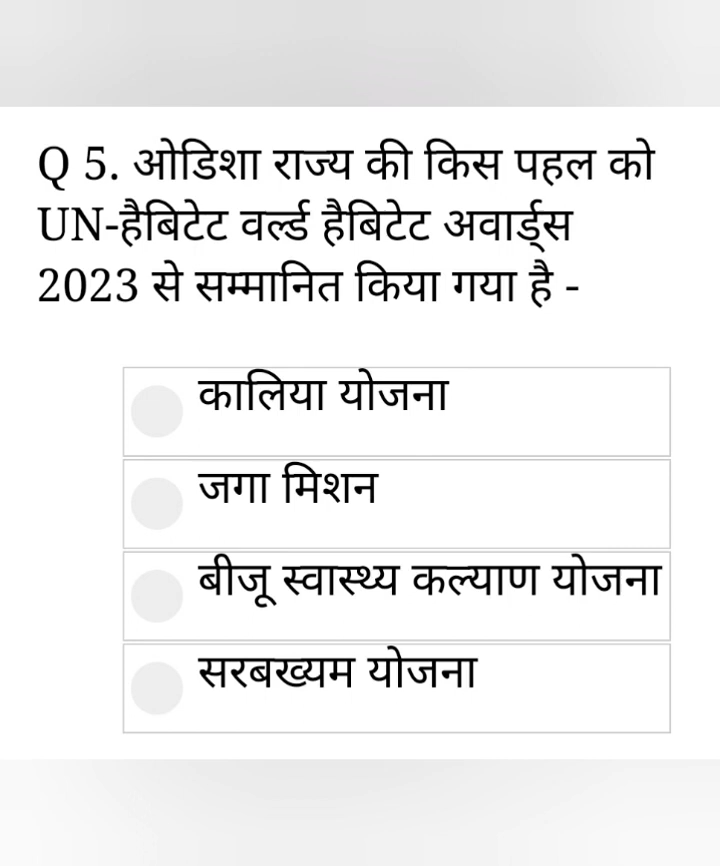 Q 5. ओडिशा राज्य की किस पहल को
UN-हैबिटेट वर्ल्ड हैबिटेट अवार्ड्स
2023 से सम्मानित किया गया है -
कालिया योजना
जगा मिशन
बीजू स्वास्थ्य कल्याण योजना
सरबख्यम योजना